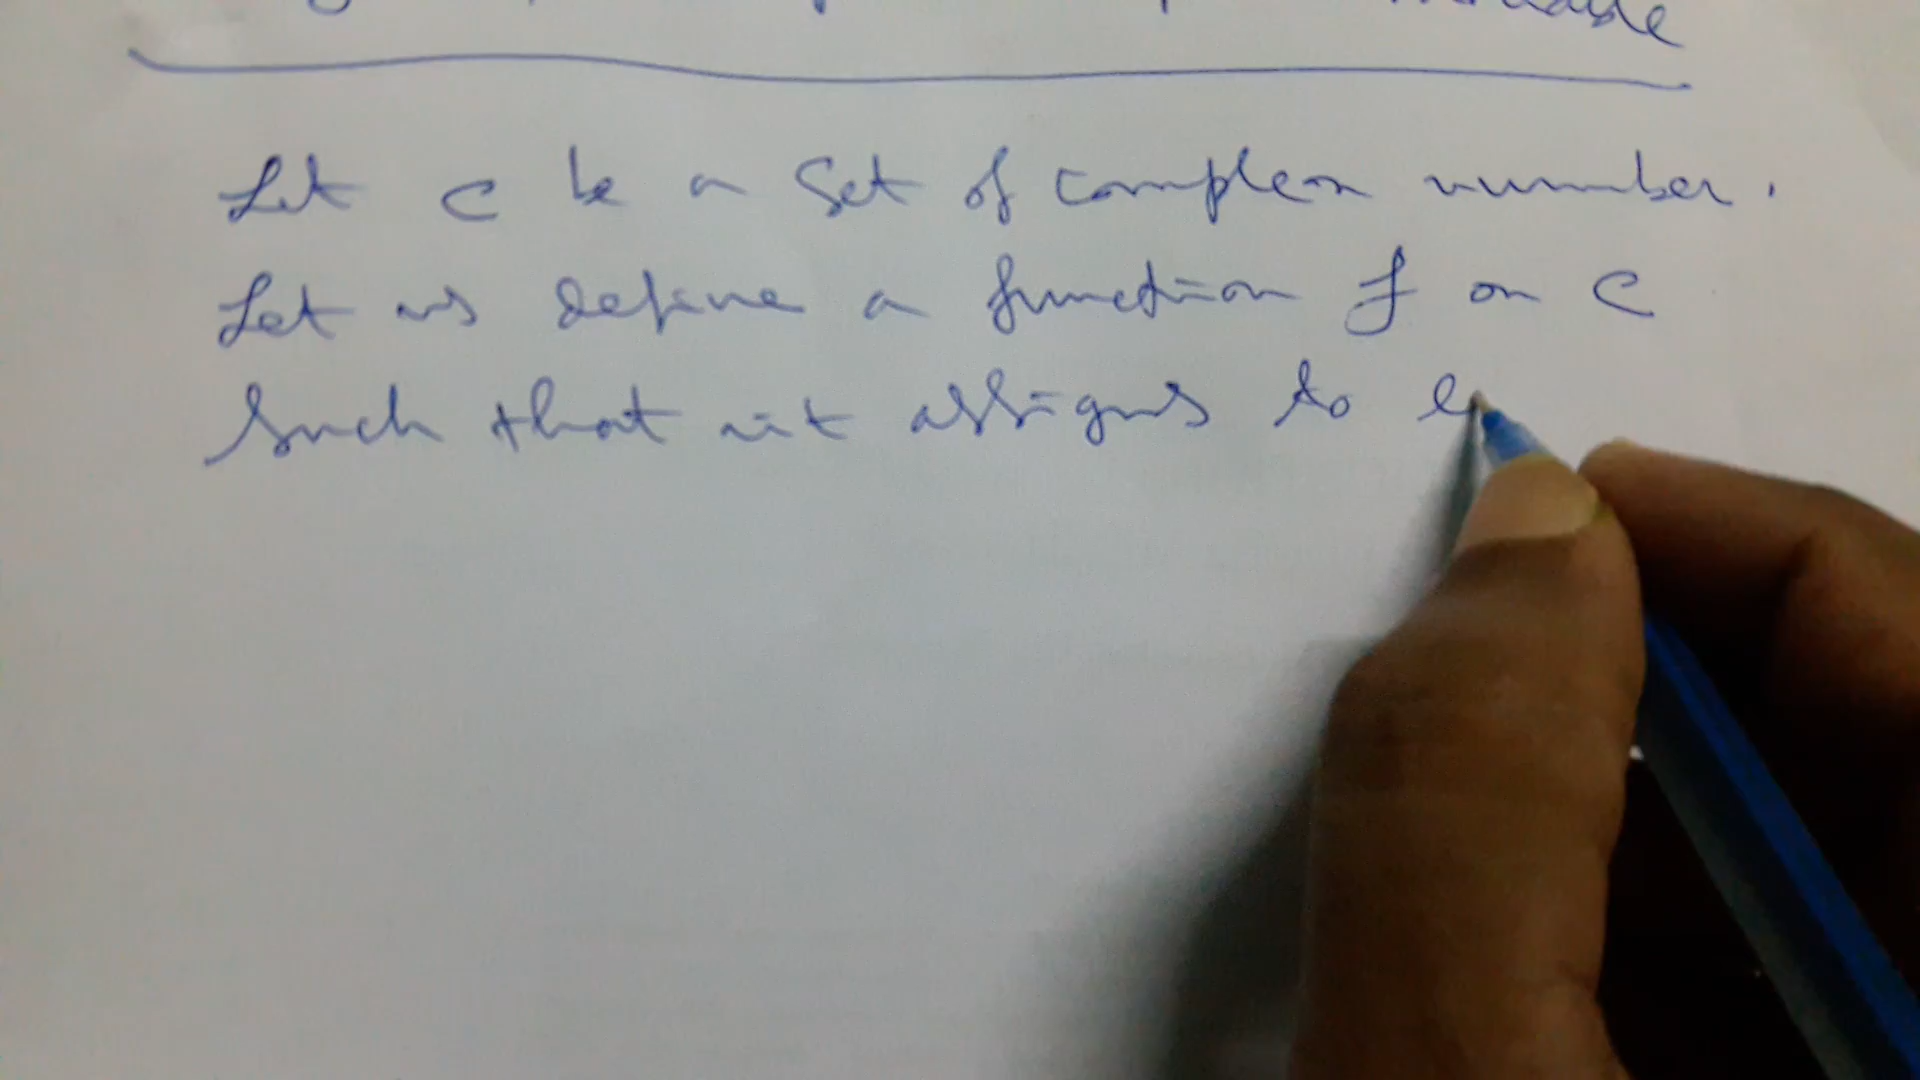 Let C be a Set of complex number.
Let us define a function f on C
Such that it assigns to